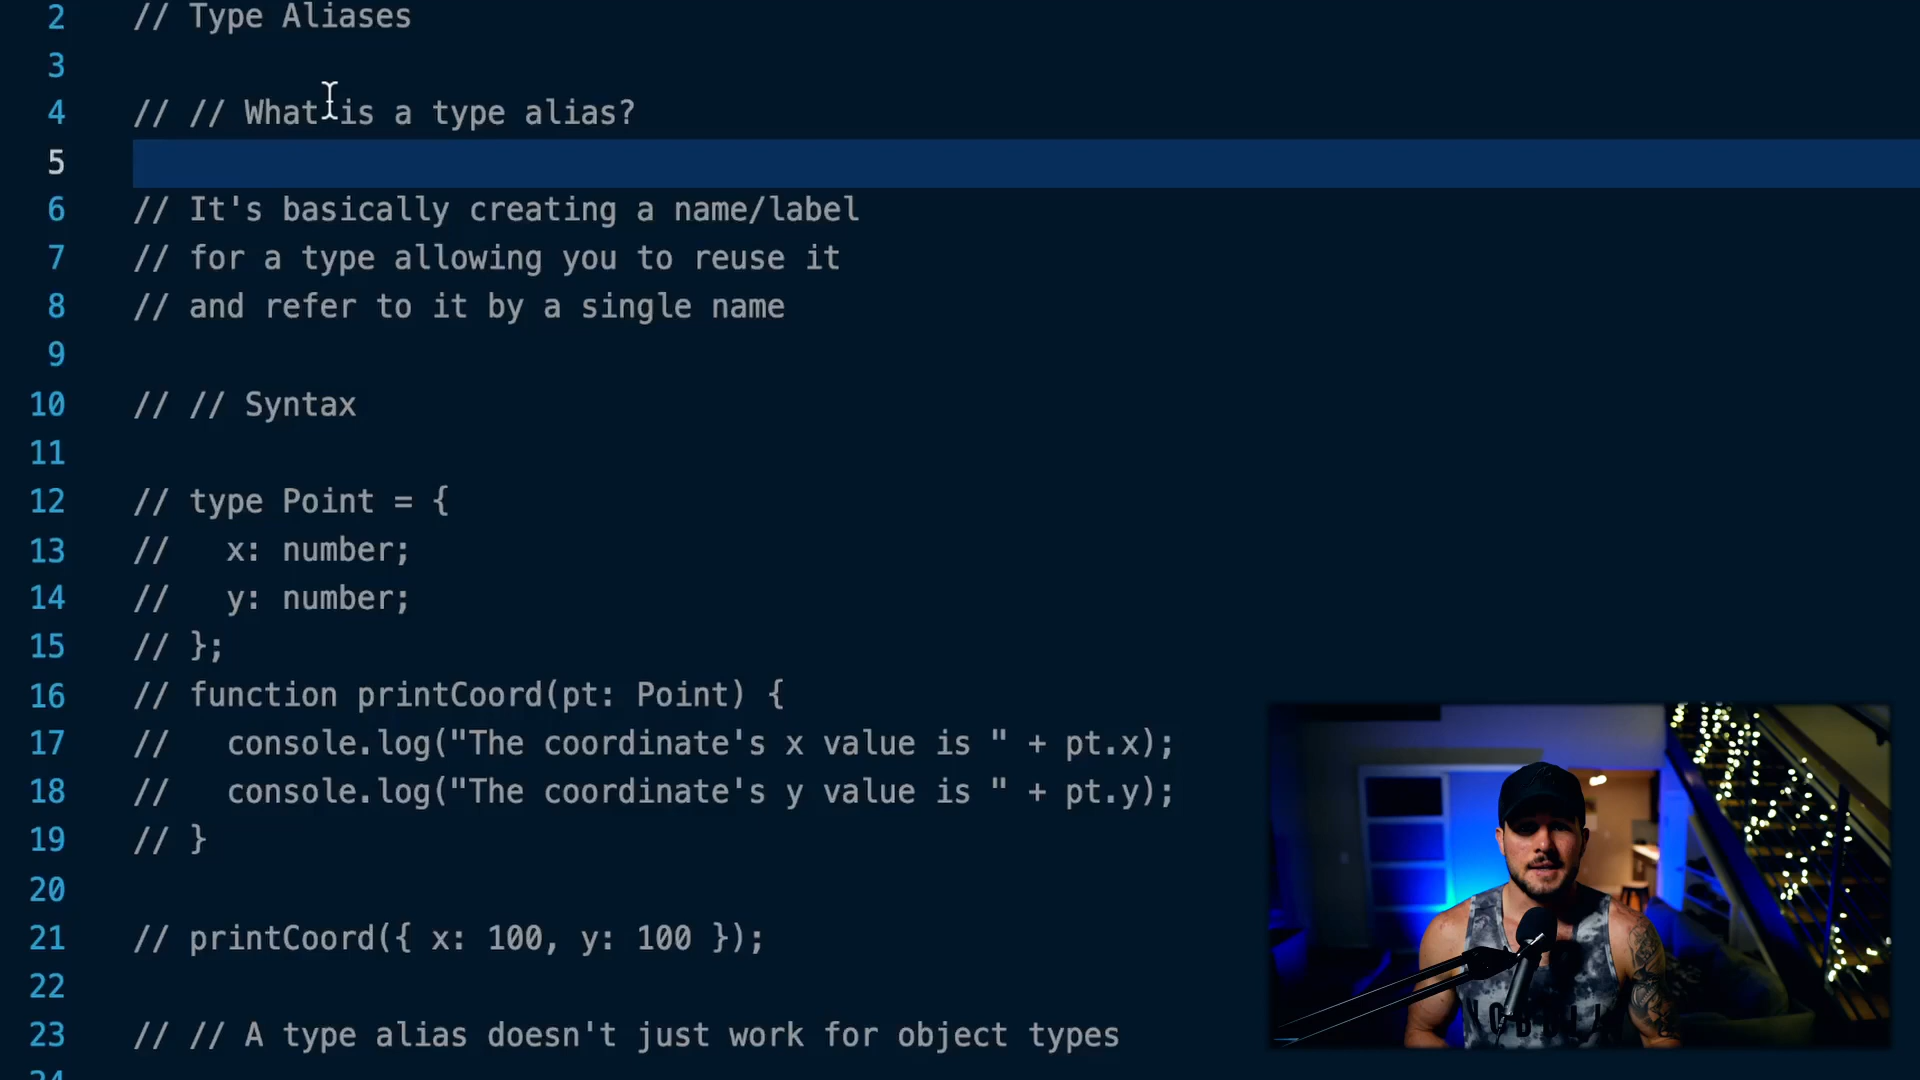 2 // Type Aliases
3
4 // // What is a type alias?
5
6 // It's basically creating a name/label
7 // for a type allowing you to reuse it
8 // and refer to it by a single name
9
10 // // Syntax
11
12 // type Point = {
13 //   x: number;
14 //   y: number;
15 // };
16 // function printCoord(pt: Point) {
17 //   console.log("The coordinate's x value is " + pt.x);
18 //   console.log("The coordinate's y value is " + pt.y);
19 // }
20
21 // printCoord({ x: 100, y: 100 });
22
23 // // A type alias doesn't just work for object types
24